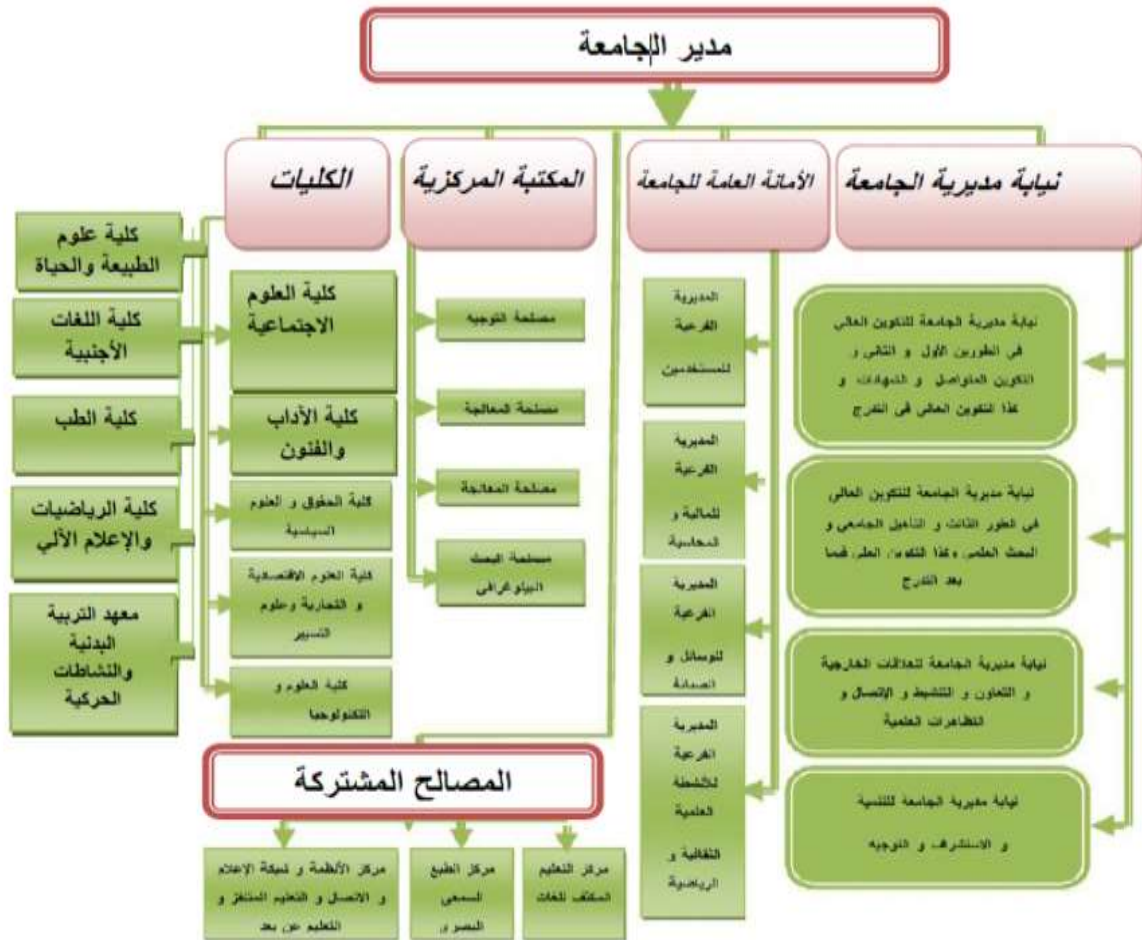 مدير الجامعة
نيابة مديرية الجامعة
الأمانة العامة للجامعة
المكتبة المركزية
الكليات
نيابة مديرية الجامعة للتكوين العالي
في الطورين الأول و الثاني و
التكوين المتواصل و الشهادات و
كذا التكوين العالي في التدرج
نيابة مديرية الجامعة للتكوين العالي
في الطور الثالث و التأهيل الجامعي و
البحث العلمي وكذا التكوين العلي فيما
بعد التدرج
نيابة مديرية الجامعة للعلاقات الخارجية
و التعاون و التنشيط و الإتصال و
التظاهرات العلمية
نيابة مديرية الجامعة للتنمية
و الاستشراف و التوجيه
المديرية
الفرعية
للمستخدمين
المديرية
الفرعية
للمالية و
المحاسبة
المديرية
الفرعية
للوسائل و
الصيانة
المديرية
الفرعية
للأنشطة
العلمية
الثقافية و
الرياضية
مصلحة التوجيه
مصلحة المعالجة
مصلحة المعالجة
مصلحة البحث
البيلوغرافي
كلية العلوم
الاجتماعية
كلية الآداب
والفنون
كلية الحقوق و العلوم
السياسية
كلية العلوم الاقتصادية
و التجارية وعلوم
التسيير
كلية العلوم و
التكنولوجيا
كلية علوم
الطبيعة والحياة
كلية اللغات
الأجنبية
كلية الطب
كلية الرياضيات
والإعلام الآلي
معهد التربية
البدنية
والنشاطات
الحركية
المصالح المشتركة
مركز التعليم
المكثف للغات
مركز الطبع
السمعي
البصري
مركز الأنظمة و شبكة الإعلام
و الاتصال و التعليم المتلفز و
التعليم عن بعد